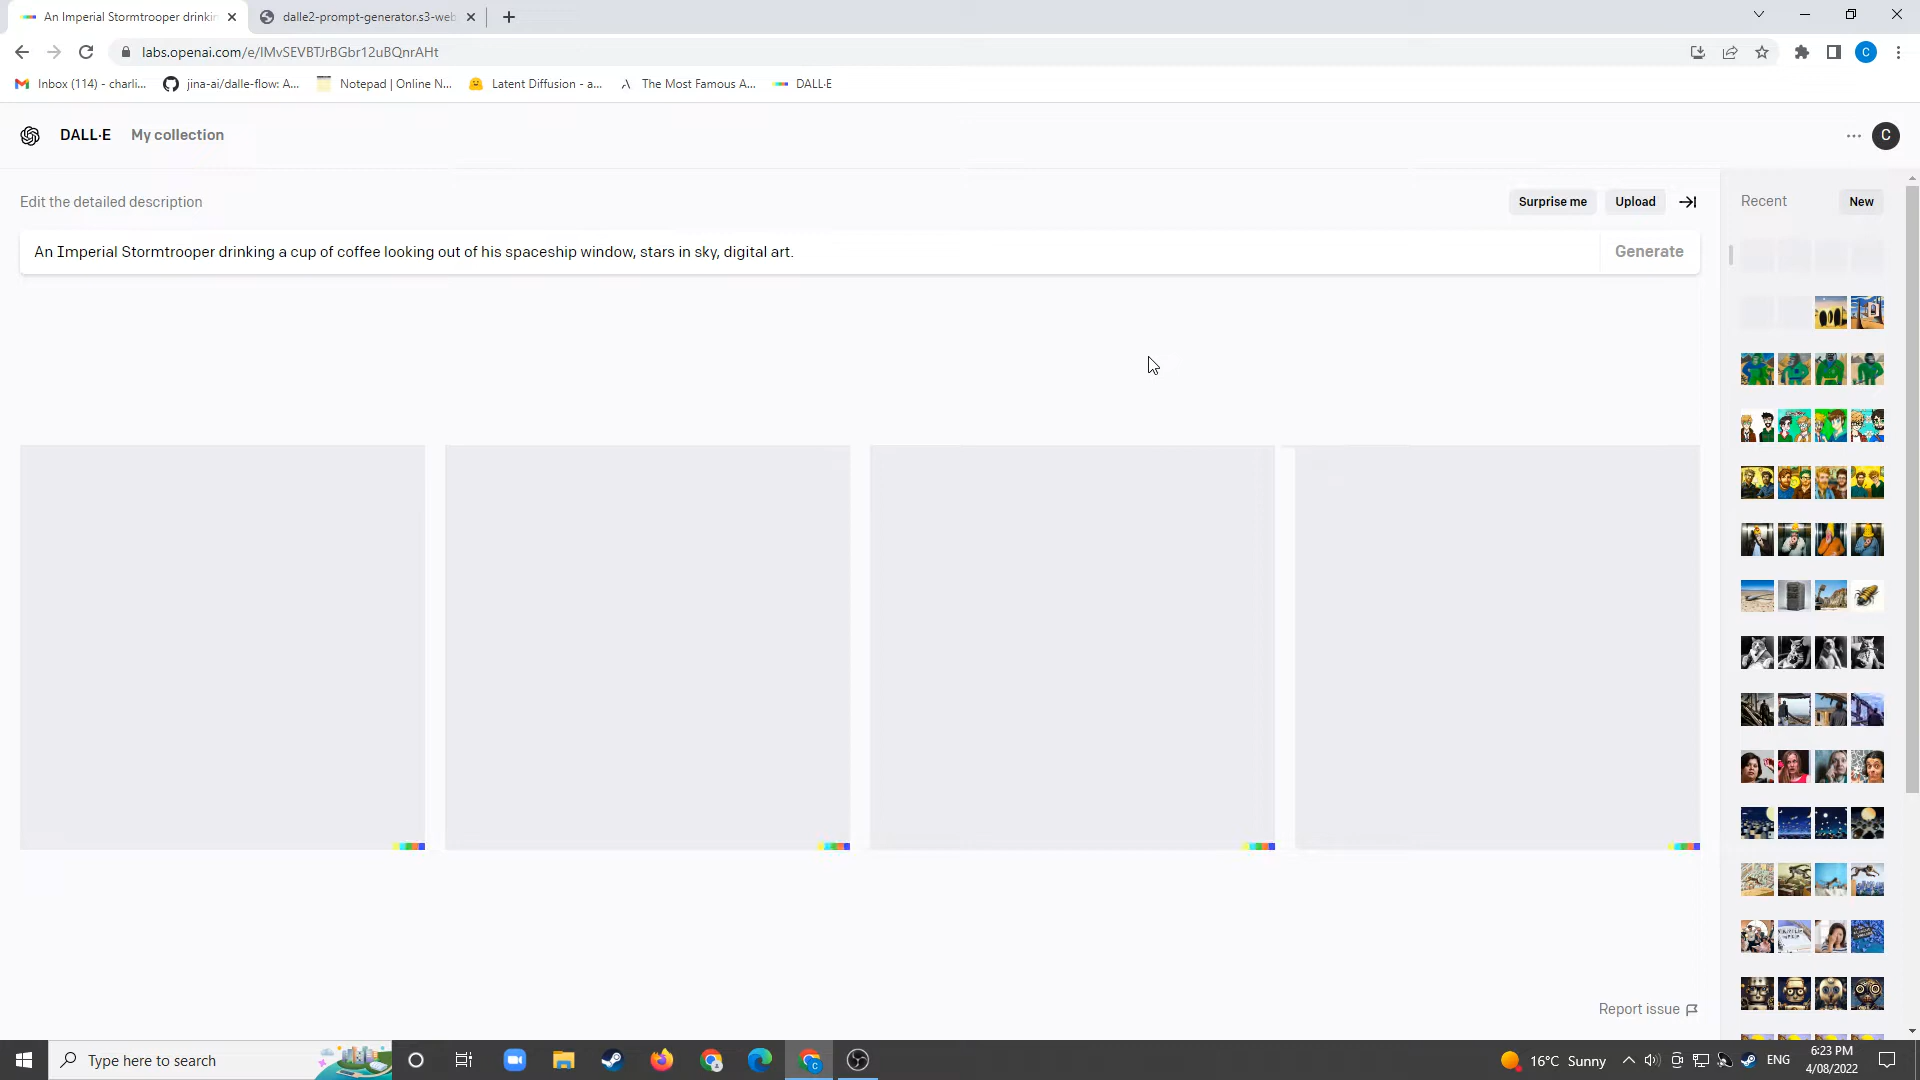 An Imperial Stormtrooper drinkin
dalle2-prompt-generator.s3-web
labs.openai.com/e/IMvSEVBTJrBGbr12uBQnrAHt
C
Inbox (114) - charli...
jina-ai/dalle-flow: A...
Notepad | Online N...
Latent Diffusion - a...
The Most Famous A...
DALL·E
DALL·E
My collection
C
Edit the detailed description
Surprise me
Upload
Recent
New
An Imperial Stormtrooper drinking a cup of coffee looking out of his spaceship window, stars in sky, digital art.
Generate
Report issue
Type here to search
16°C Sunny
ENG
6:23 PM
4/08/2022